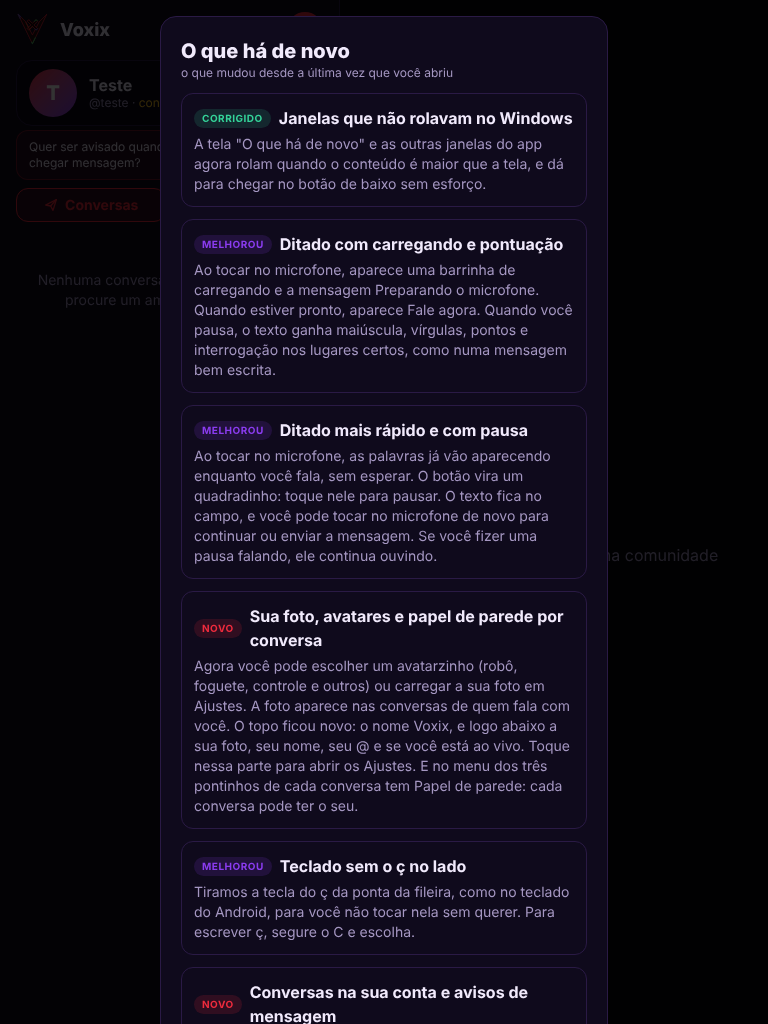 Voxix
T
Teste
@teste · con
Quer ser avisado quand
chegar mensagem?
Conversas
Nenhuma conversa
procure um am
na comunidade
O que há de novo
o que mudou desde a última vez que você abriu
CORRIGIDO Janelas que não rolavam no Windows
A tela "O que há de novo" e as outras janelas do app
agora rolam quando o conteúdo é maior que a tela, e dá
para chegar no botão de baixo sem esforço.
MELHOROU Ditado com carregando e pontuação
Ao tocar no microfone, aparece uma barrinha de
carregando e a mensagem Preparando o microfone.
Quando estiver pronto, aparece Fale agora. Quando você
pausa, o texto ganha maiúscula, vírgulas, pontos e
interrogação nos lugares certos, como numa mensagem
bem escrita.
MELHOROU Ditado mais rápido e com pausa
Ao tocar no microfone, as palavras já vão aparecendo
enquanto você fala, sem esperar. O botão vira um
quadradinho: toque nele para pausar. O texto fica no
campo, e você pode tocar no microfone de novo para
continuar ou enviar a mensagem. Se você fizer uma
pausa falando, ele continua ouvindo.
NOVO Sua foto, avatares e papel de parede por
conversa
Agora você pode escolher um avatarzinho (robô,
foguete, controle e outros) ou carregar a sua foto em
Ajustes. A foto aparece nas conversas de quem fala com
você. O topo ficou novo: o nome Voxix, e logo abaixo a
sua foto, seu nome, seu @ e se você está ao vivo. Toque
nessa parte para abrir os Ajustes. E no menu dos três
pontinhos de cada conversa tem Papel de parede: cada
conversa pode ter o seu.
MELHOROU Teclado sem o ç no lado
Tiramos a tecla do ç da ponta da fileira, como no teclado
do Android, para você não tocar nela sem querer. Para
escrever ç, segure o C e escolha.
NOVO Conversas na sua conta e avisos de
mensagem